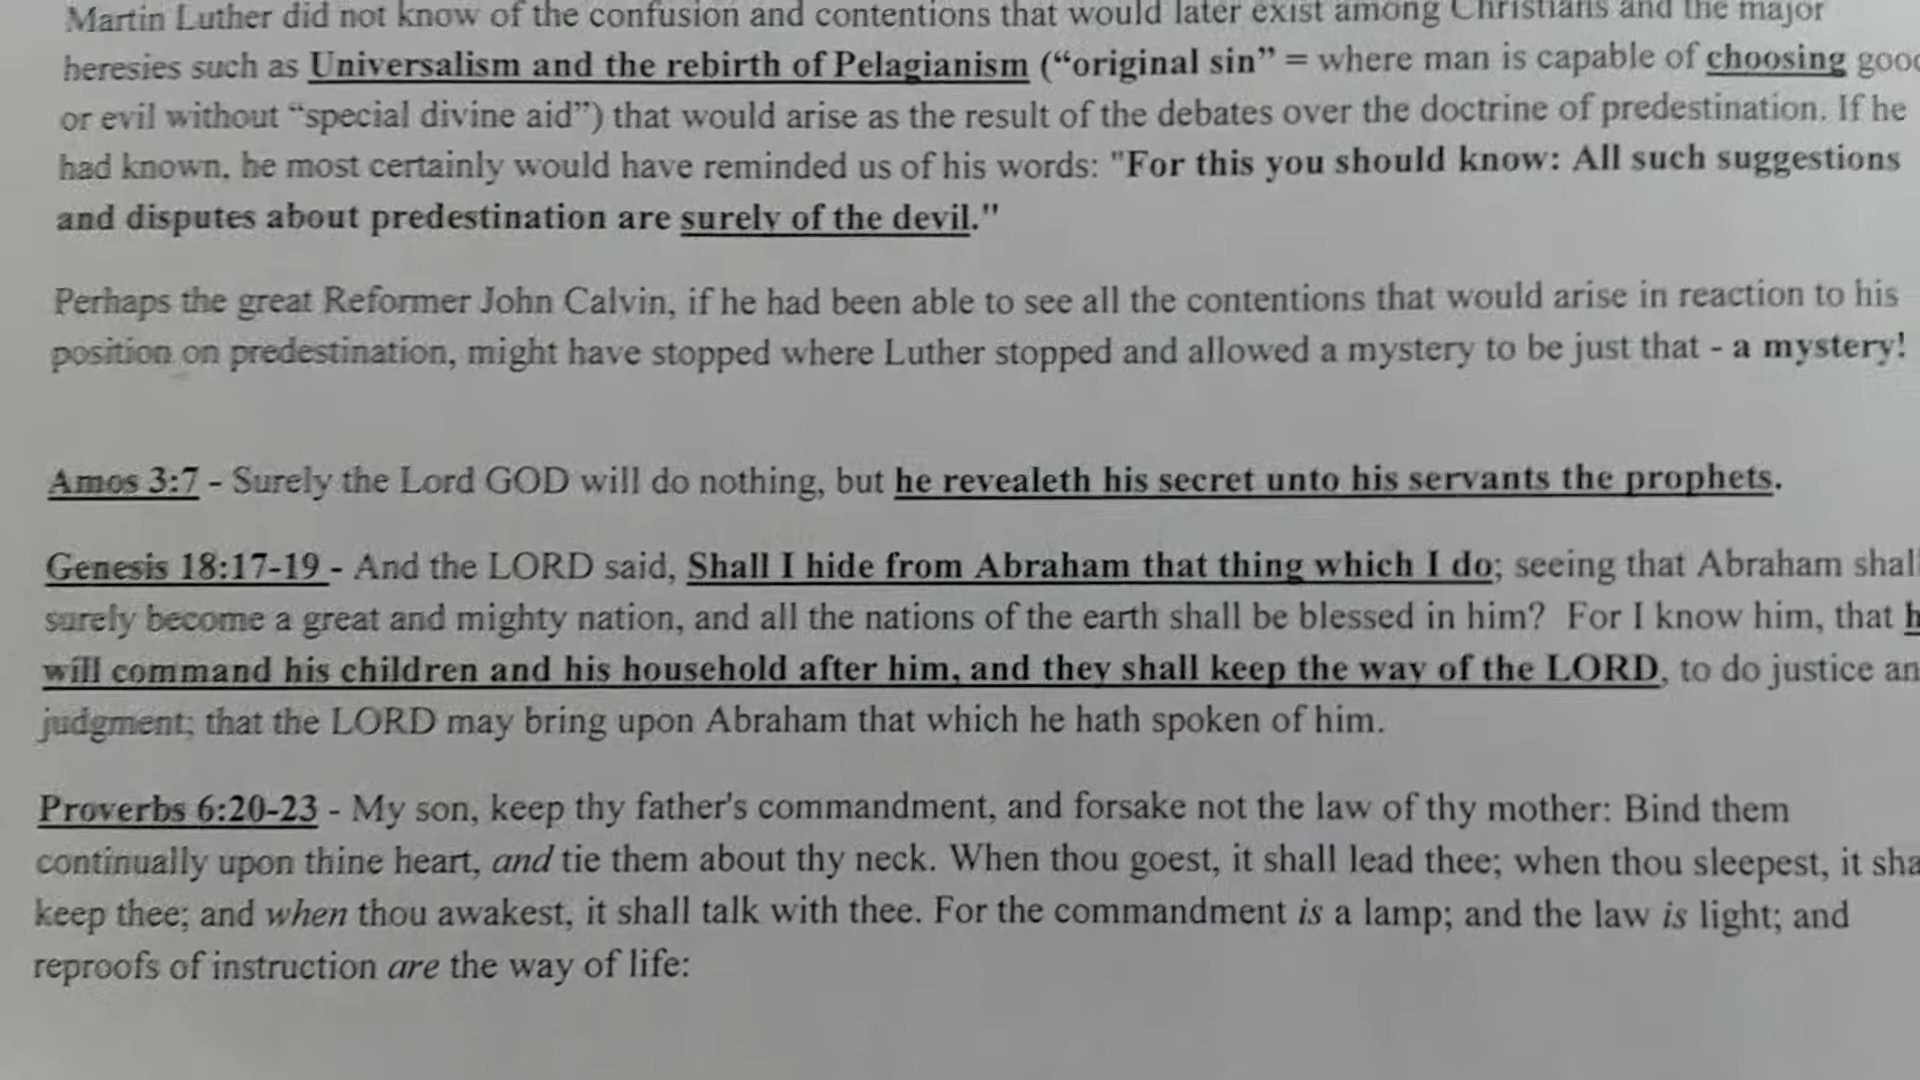 Martin Luther did not know of the confusion and contentions that would later exist among Christians and the major
heresies such as Universalism and the rebirth of Pelagianism (“original sin” = where man is capable of choosing good
or evil without “special divine aid”) that would arise as the result of the debates over the doctrine of predestination. If he
had known, he most certainly would have reminded us of his words: "For this you should know: All such suggestions
and disputes about predestination are surely of the devil."
Perhaps the great Reformer John Calvin, if he had been able to see all the contentions that would arise in reaction to his
position on predestination, might have stopped where Luther stopped and allowed a mystery to be just that - a mystery!
Amos 3:7 - Surely the Lord GOD will do nothing, but he revealeth his secret unto his servants the prophets.
Genesis 18:17-19 - And the LORD said, Shall I hide from Abraham that thing which I do; seeing that Abraham shall
surely become a great and mighty nation, and all the nations of the earth shall be blessed in him? For I know him, that
will command his children and his household after him, and they shall keep the way of the LORD, to do justice an
judgment; that the LORD may bring upon Abraham that which he hath spoken of him.
Proverbs 6:20-23 - My son, keep thy father's commandment, and forsake not the law of thy mother: Bind them
continually upon thine heart, and tie them about thy neck. When thou goest, it shall lead thee; when thou sleepest, it sha
keep thee; and when thou awakest, it shall talk with thee. For the commandment is a lamp; and the law is light; and
reproofs of instruction are the way of life: